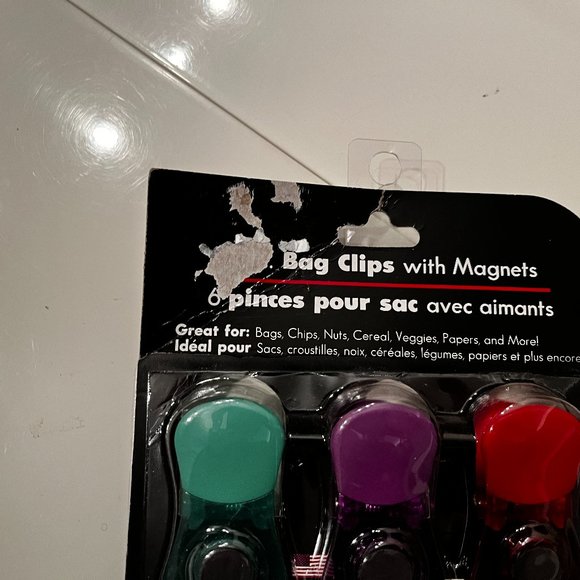 Bag Clips with Magnets
6 pinces pour sac avec aimants
Great for: Bags, Chips, Nuts, Cereal, Veggies, Papers, and More!
Idéal pour Sacs, croustilles, noix, céréales, légumes, papiers et plus encore